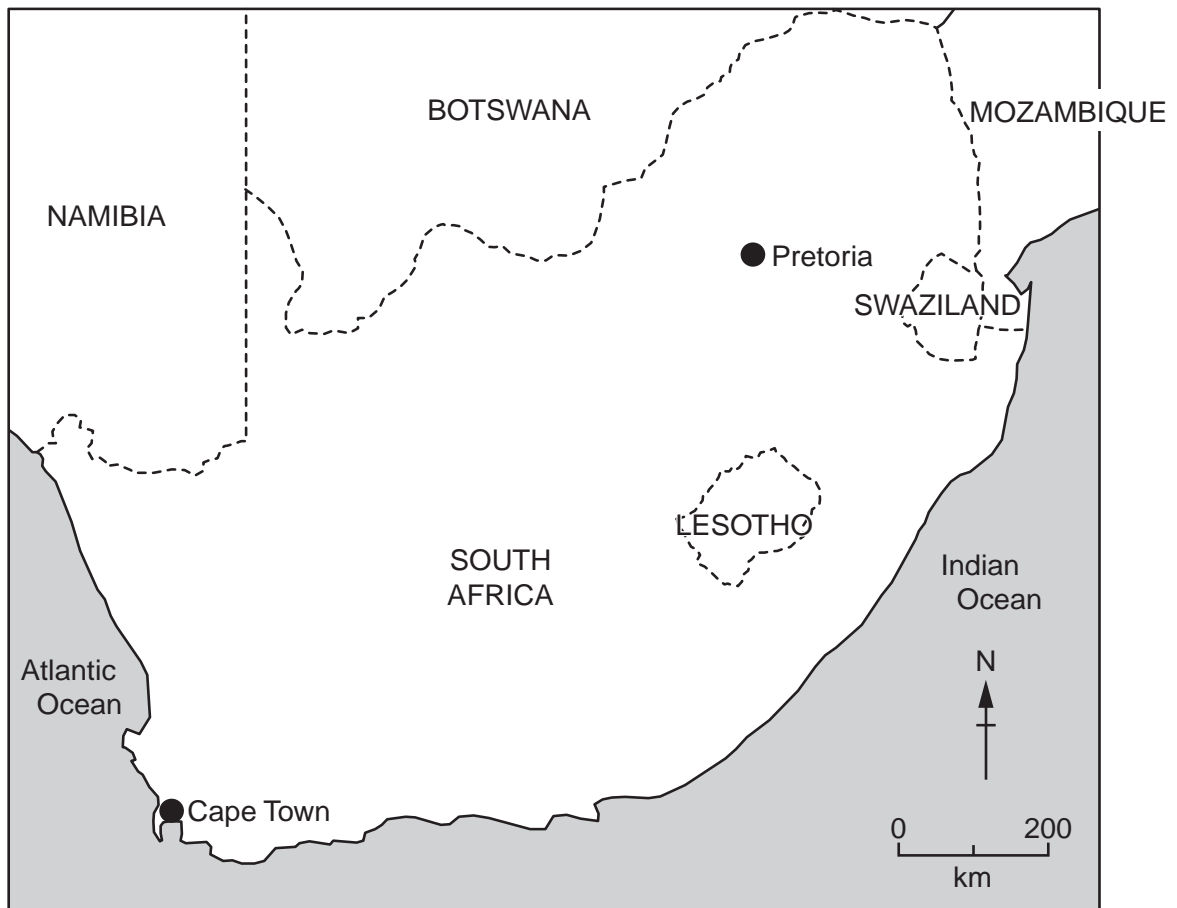 BOTSWANA
MOZAMBIQUE
NAMIBIA
Pretoria
SWAZILAND
LESOTHO
SOUTH
AFRICA
Indian
Ocean
Atlantic
Ocean
N
Cape Town
0 200
km